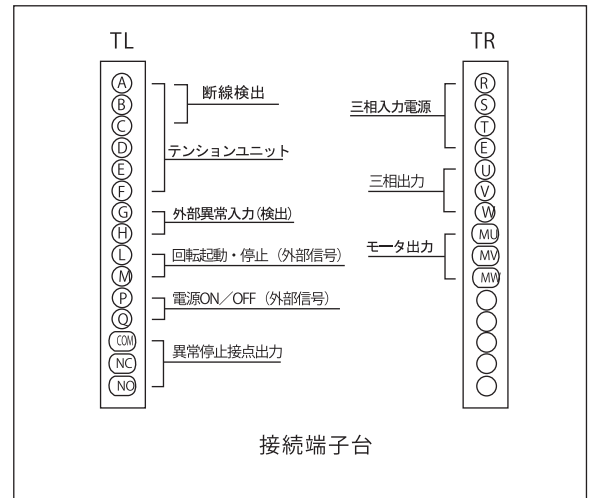 TL
TR
A
B
C
D
E
F
G
H
L
M
P
Q
COM
NC
NO
断線検出
テンションユニット
外部異常入力(検出)
回転起動・停止（外部信号）
電源ON／OFF（外部信号）
異常停止接点出力
三相入力電源
三相出力
モータ出力
R
S
T
E
U
V
W
MU
MV
MW
接続端子台